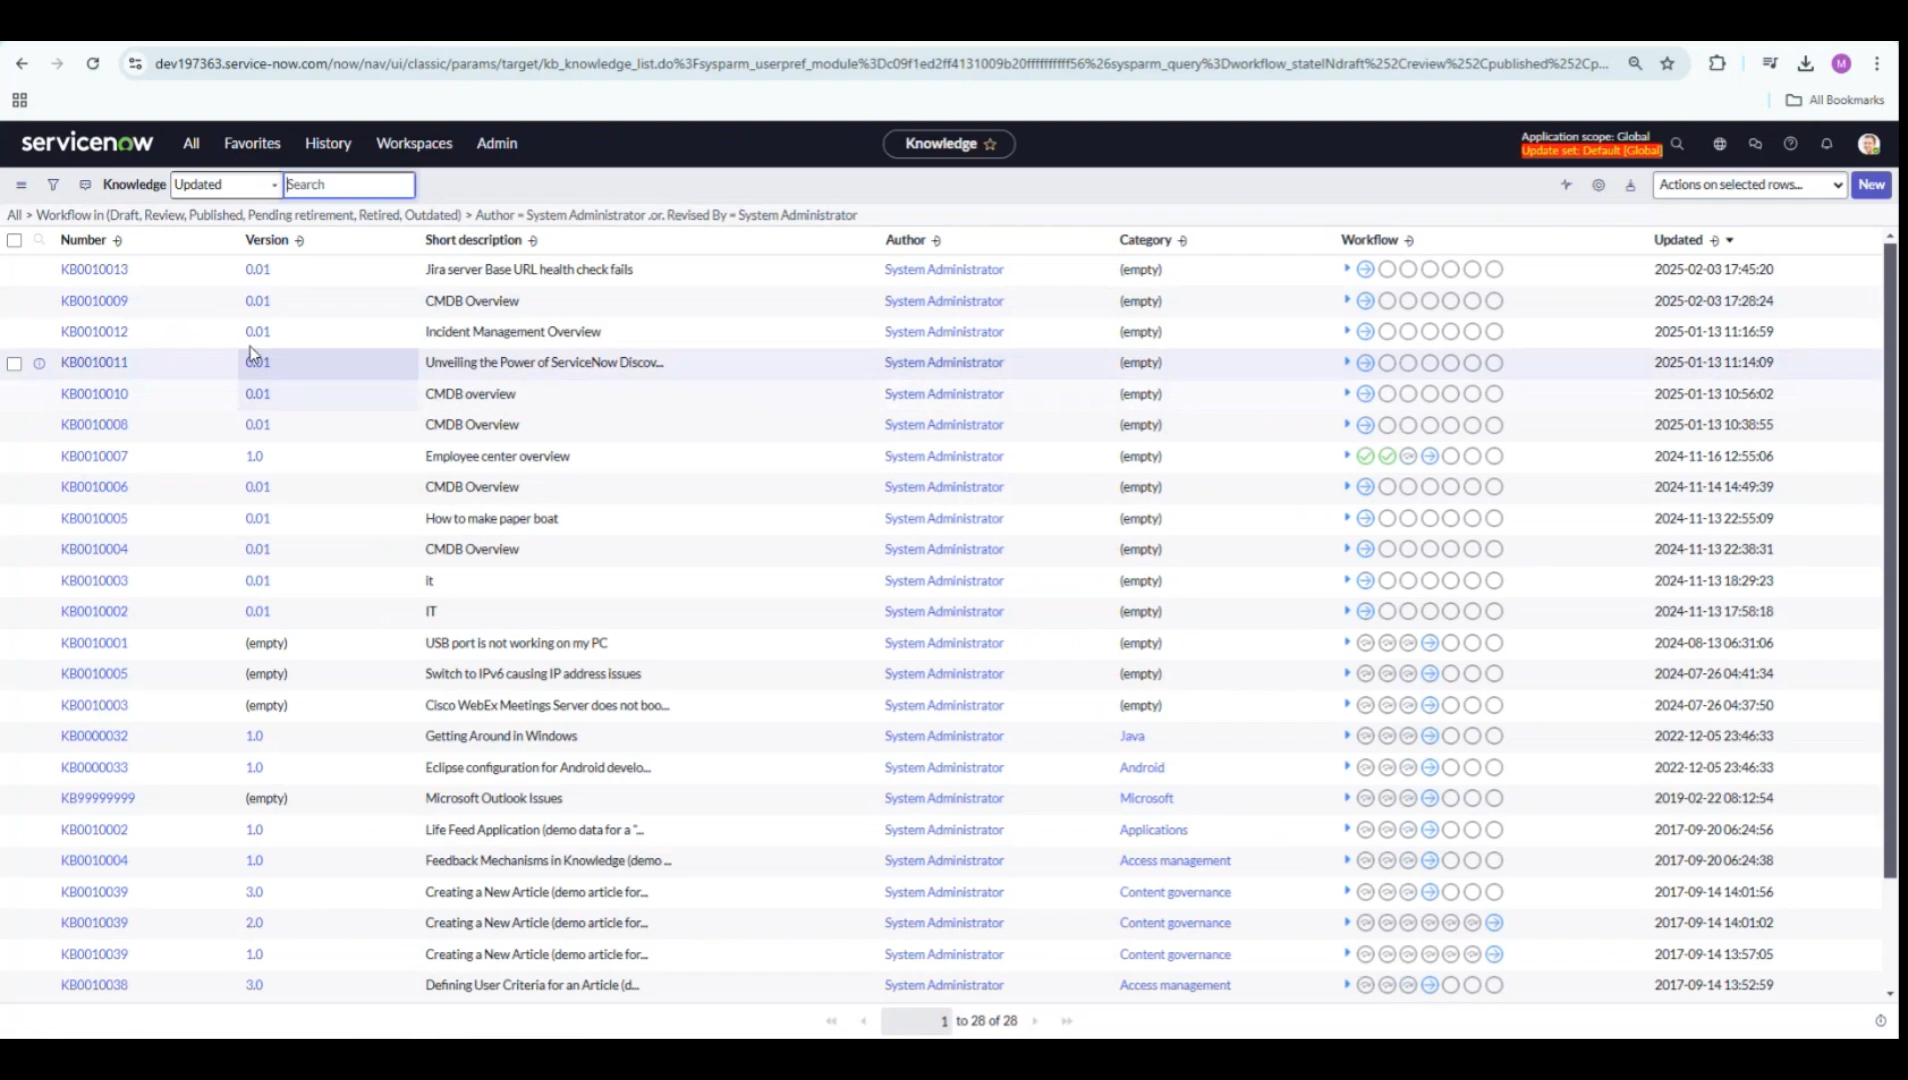 dev197363.service-now.com/now/nav/ui/classic/params/target/kb_knowledge_list.do%3Fsysparm_userpref_module%3Dc09f1ed2ff4131009b20ffffffffff56%26sysparm_query%3Dworkflow_stateINdraft%252Creview%252Cpublished%252Cp...
M
All Bookmarks
servicenow All Favorites History Workspaces Admin Knowledge Application scope: Global
Update set: Default [Global]
Knowledge Updated Search Actions on selected rows... New
All > Workflow in (Draft, Review, Published, Pending retirement, Retired, Outdated) > Author = System Administrator .or. Revised By = System Administrator
Number Version Short description Author Category Workflow Updated
KB0010013 0.01 Jira server Base URL health check fails System Administrator (empty) 2025-02-03 17:45:20
KB0010009 0.01 CMDB Overview System Administrator (empty) 2025-02-03 17:28:24
KB0010012 0.01 Incident Management Overview System Administrator (empty) 2025-01-13 11:16:59
KB0010011 0.01 Unveiling the Power of ServiceNow Discov... System Administrator (empty) 2025-01-13 11:14:09
KB0010010 0.01 CMDB overview System Administrator (empty) 2025-01-13 10:56:02
KB0010008 0.01 CMDB Overview System Administrator (empty) 2025-01-13 10:38:55
KB0010007 1.0 Employee center overview System Administrator (empty) 2024-11-16 12:55:06
KB0010006 0.01 CMDB Overview System Administrator (empty) 2024-11-14 14:49:39
KB0010005 0.01 How to make paper boat System Administrator (empty) 2024-11-13 22:55:09
KB0010004 0.01 CMDB Overview System Administrator (empty) 2024-11-13 22:38:31
KB0010003 0.01 it System Administrator (empty) 2024-11-13 18:29:23
KB0010002 0.01 IT System Administrator (empty) 2024-11-13 17:58:18
KB0010001 (empty) USB port is not working on my PC System Administrator (empty) 2024-08-13 06:31:06
KB0010005 (empty) Switch to IPv6 causing IP address issues System Administrator (empty) 2024-07-26 04:41:34
KB0010003 (empty) Cisco WebEx Meetings Server does not boo... System Administrator (empty) 2024-07-26 04:37:50
KB0000032 1.0 Getting Around in Windows System Administrator Java 2022-12-05 23:46:33
KB0000033 1.0 Eclipse configuration for Android develo... System Administrator Android 2022-12-05 23:46:33
KB99999999 (empty) Microsoft Outlook Issues System Administrator Microsoft 2019-02-22 08:12:54
KB0010002 1.0 Life Feed Application (demo data for a "... System Administrator Applications 2017-09-20 06:24:56
KB0010004 1.0 Feedback Mechanisms in Knowledge (demo ... System Administrator Access management 2017-09-20 06:24:38
KB0010039 3.0 Creating a New Article (demo article for... System Administrator Content governance 2017-09-14 14:01:56
KB0010039 2.0 Creating a New Article (demo article for... System Administrator Content governance 2017-09-14 14:01:02
KB0010039 1.0 Creating a New Article (demo article for... System Administrator Content governance 2017-09-14 13:57:05
KB0010038 3.0 Defining User Criteria for an Article (d... System Administrator Access management 2017-09-14 13:52:59
1 to 28 of 28